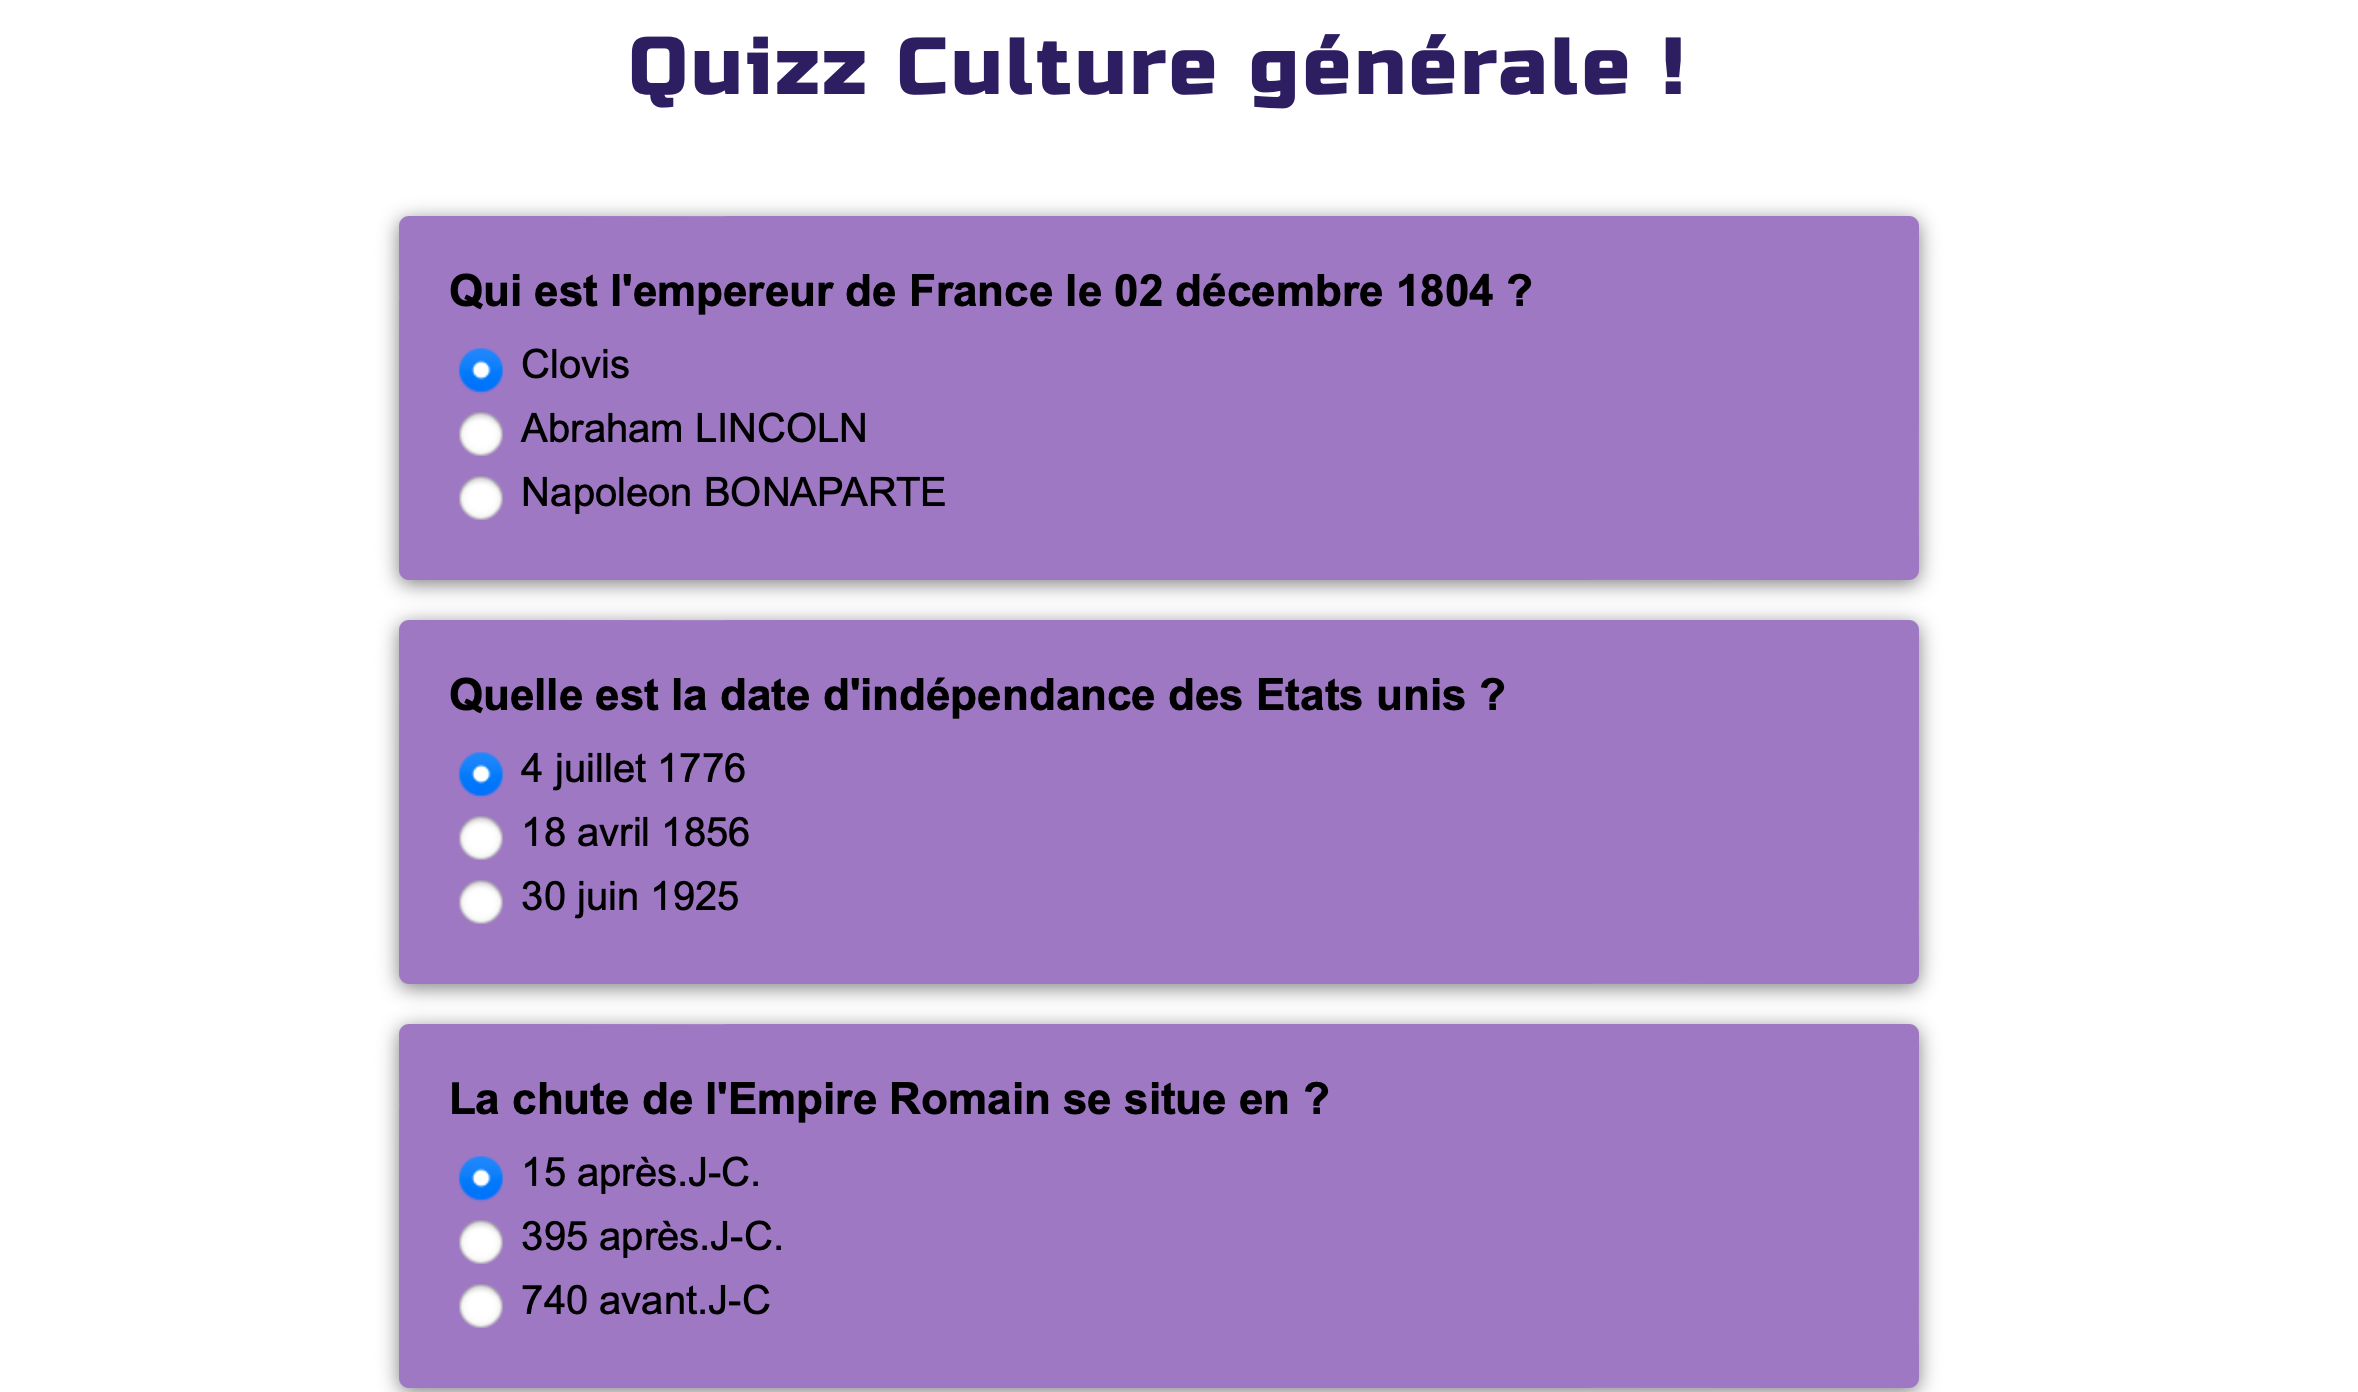 Quizz Culture générale !
Qui est l'empereur de France le 02 décembre 1804 ?
Clovis
Abraham LINCOLN
Napoleon BONAPARTE
Quelle est la date d'indépendance des Etats unis ?
4 juillet 1776
18 avril 1856
30 juin 1925
La chute de l'Empire Romain se situe en ?
15 après.J-C.
395 après.J-C.
740 avant.J-C